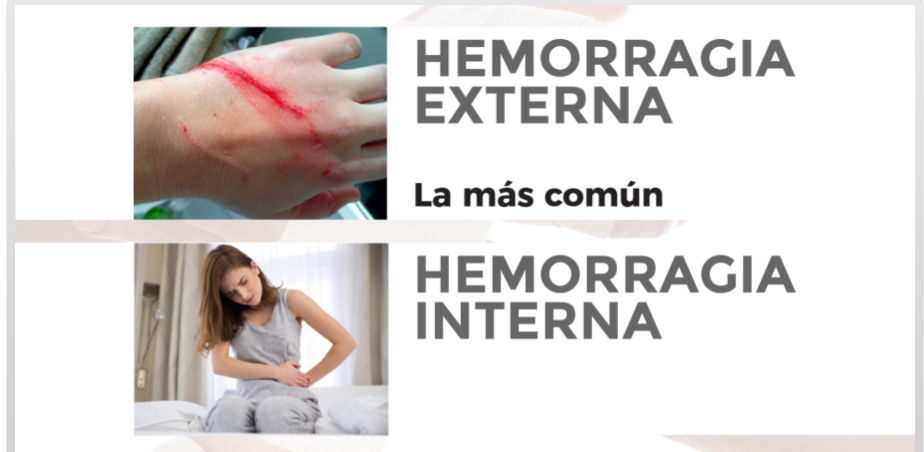 HEMORRAGIA
EXTERNA
La más común
HEMORRAGIA
INTERNA